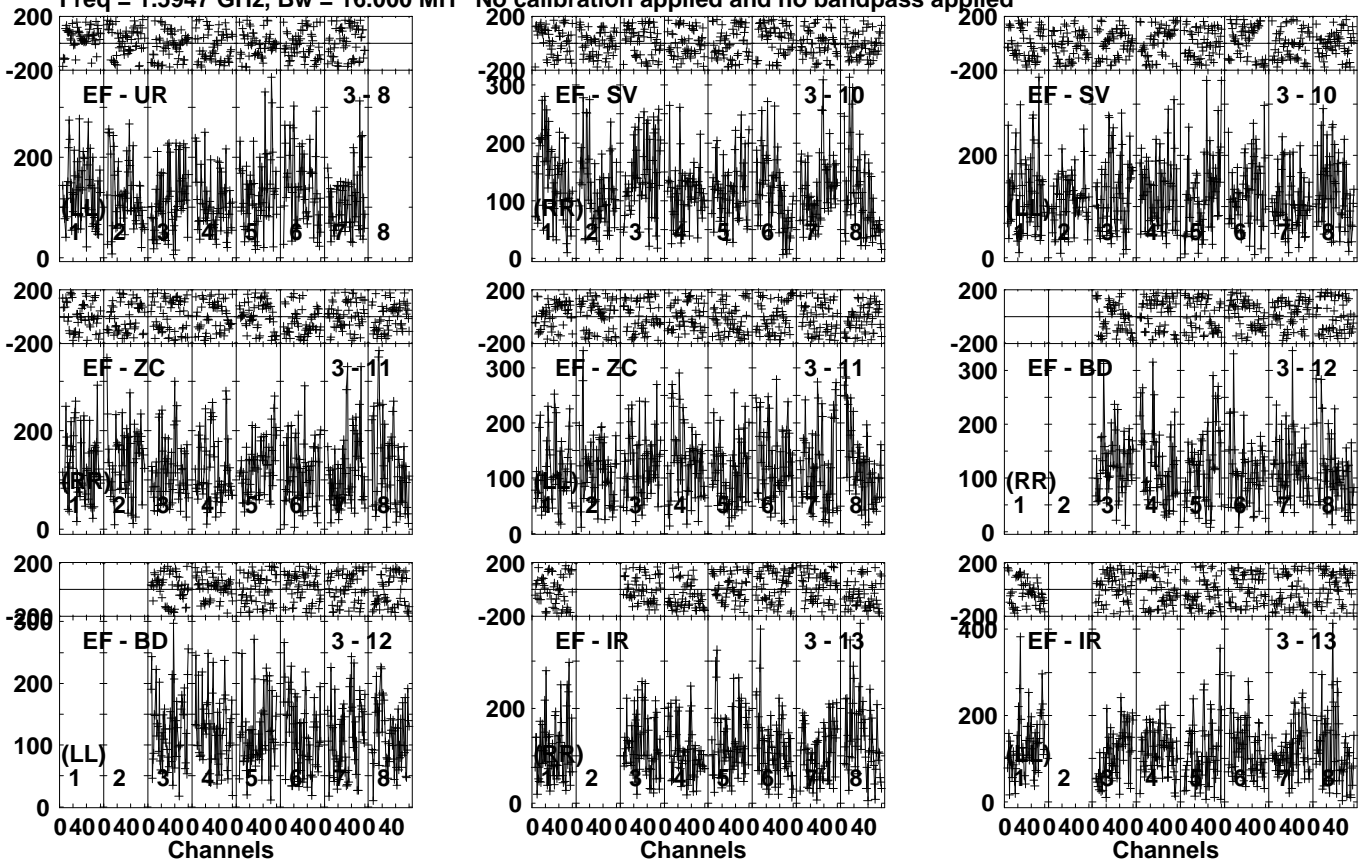 Freq = 1.5947 GHz, Bw = 16.000 MH No calibration applied and no bandpass applied
200 200 200
-200 -200 -200
EF - UR 3 - 8 300 EF - SV 3 - 10 EF - SV 3 - 10
200 200 200
100
(LL) (RR) (LL)
1 2 3 4 5 6 7 8 1 2 3 4 5 6 7 8 1 2 3 4 5 6 7 8
0 0 0
200 200 200
-200 -200 -200
EF - ZC 3 - 11 300 EF - ZC 3 - 11 300 EF - BD 3 - 12
200 200 200
100 100 100
(RR) (LL) (RR)
1 2 3 4 5 6 7 8 1 2 3 4 5 6 7 8 1 2 3 4 5 6 7 8
0 0 0
200 200 200
-200 -200 -200
300 EF - BD 3 - 12 EF - IR 3 - 13 400 EF - IR 3 - 13
200 200 200
100 100
(LL) (RR) (LL)
1 2 3 4 5 6 7 8 1 2 3 4 5 6 7 8 1 2 3 4 5 6 7 8
0 0 0
0 40 0 40 0 40 0 40 0 40 0 40 0 40 0 40 0 40 0 40 0 40 0 40 0 40 0 40 0 40 0 40 0 40 0 40 0 40 0 40 0 40 0 40 0 40 0 40
Channels Channels Channels